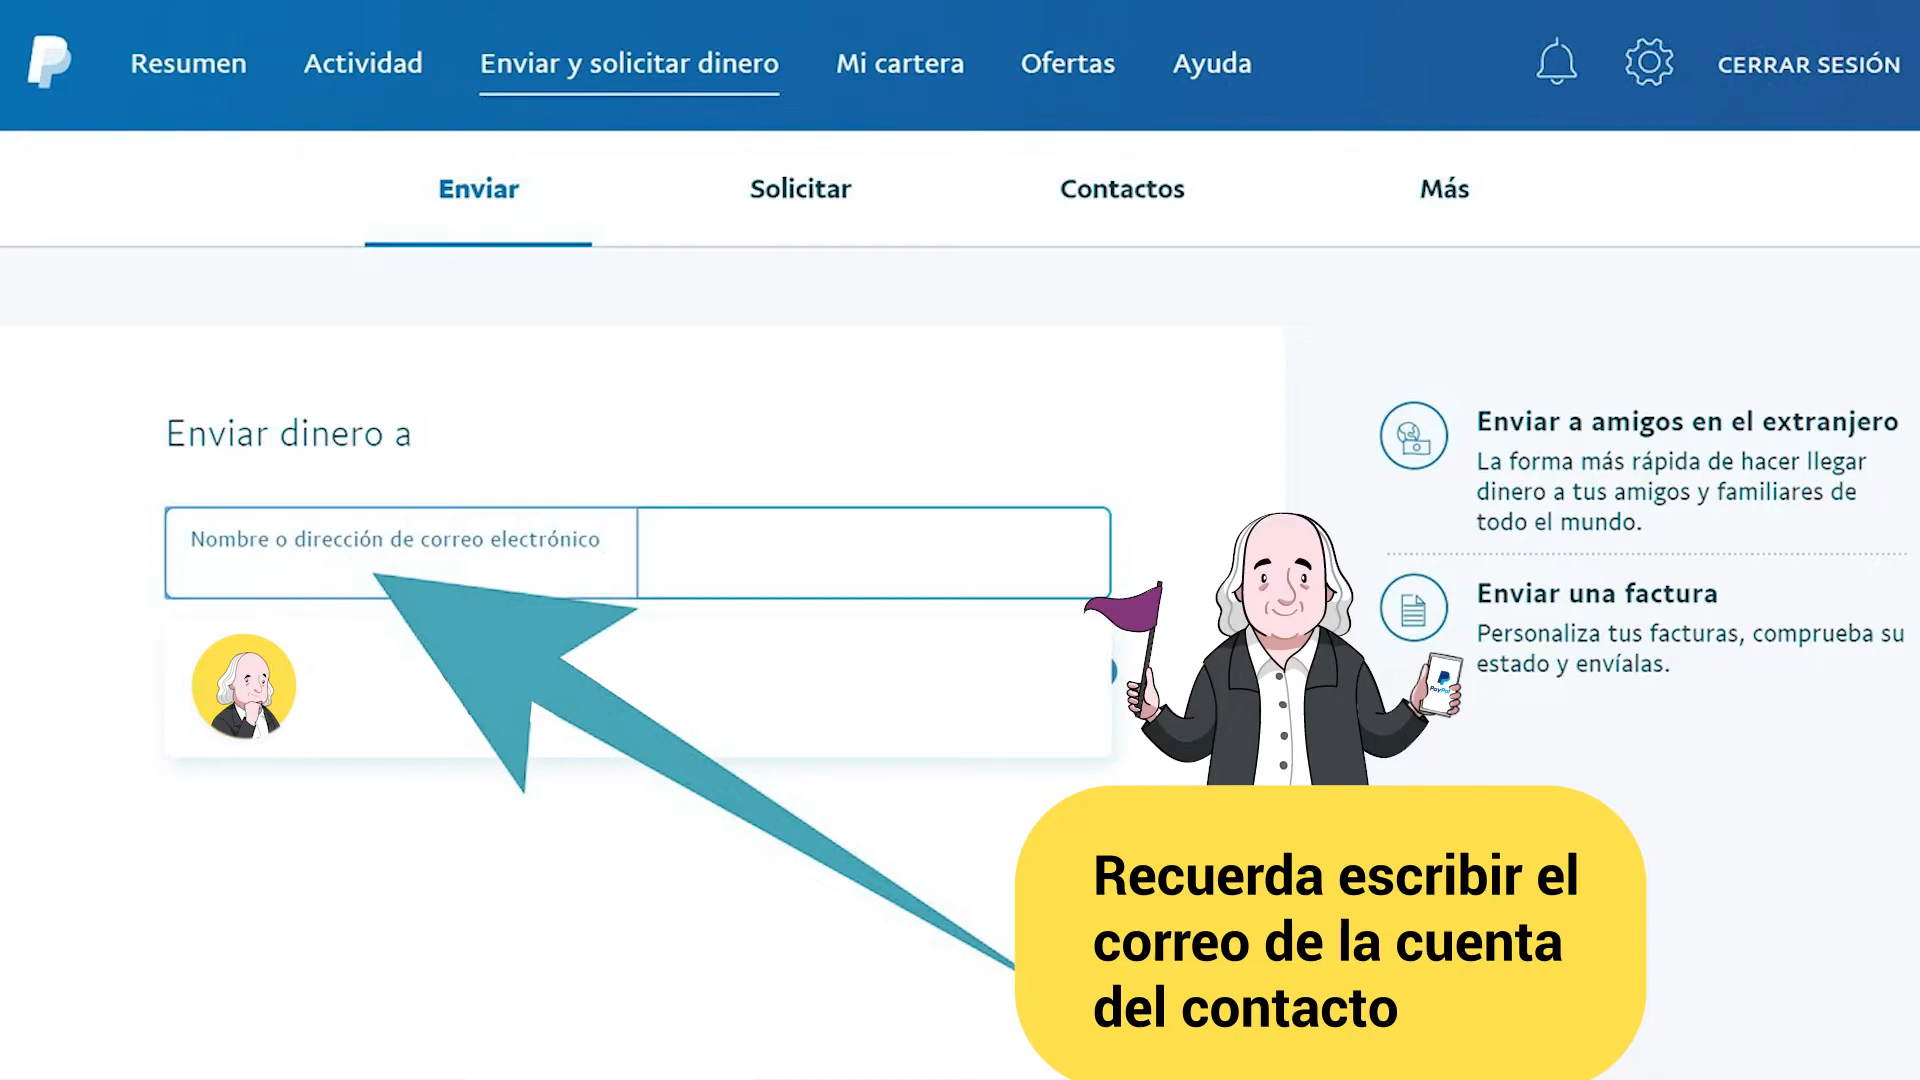 Resumen
Actividad
Enviar y solicitar dinero
Mi cartera
Ofertas
Ayuda
CERRAR SESIÓN
Enviar
Solicitar
Contactos
Más
Enviar dinero a
Nombre o dirección de correo electrónico
Enviar a amigos en el extranjero
La forma más rápida de hacer llegar
dinero a tus amigos y familiares de
todo el mundo.
Enviar una factura
Personaliza tus facturas, comprueba su
estado y envíalas.
PayPal
Recuerda escribir el
correo de la cuenta
del contacto